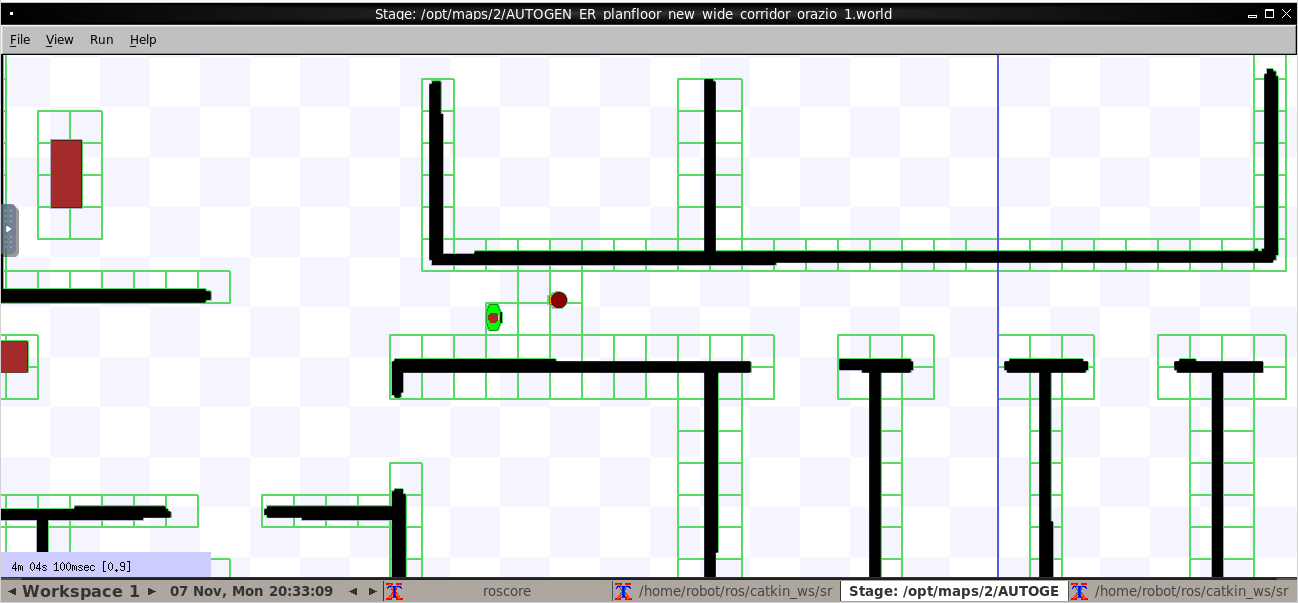 Stage: /opt/maps/2/AUTOGEN_ER_planfloor_new_wide_corridor_orazio_1.world
File View Run Help
4m 04s 100msec [0.9]
Workspace 1 07 Nov, Mon 20:33:09 roscore /home/robot/ros/catkin_ws/sr Stage: /opt/maps/2/AUTOGE /home/robot/ros/catkin_ws/sr